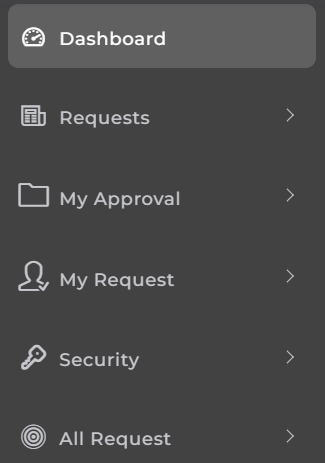 Dashboard
Requests
My Approval
My Request
Security
All Request